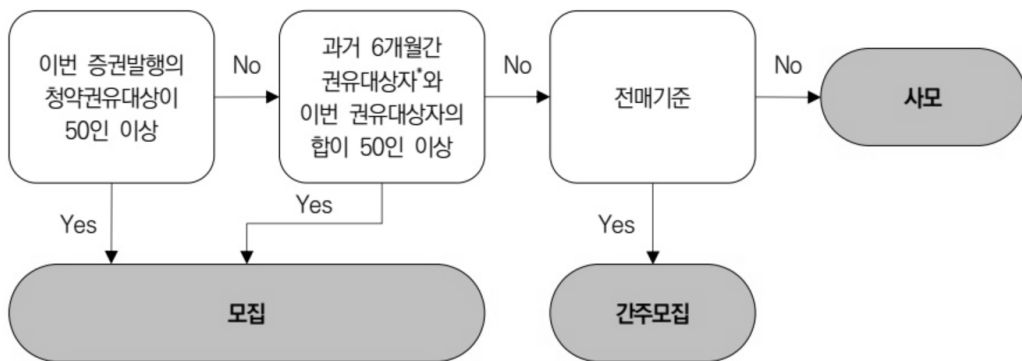 이번 증권발행의
청약권유대상이
50인 이상
No
과거 6개월간
권유대상자*와
이번 권유대상자의
합이 50인 이상
No
전매기준
No
사모
Yes
Yes
Yes
모집
간주모집